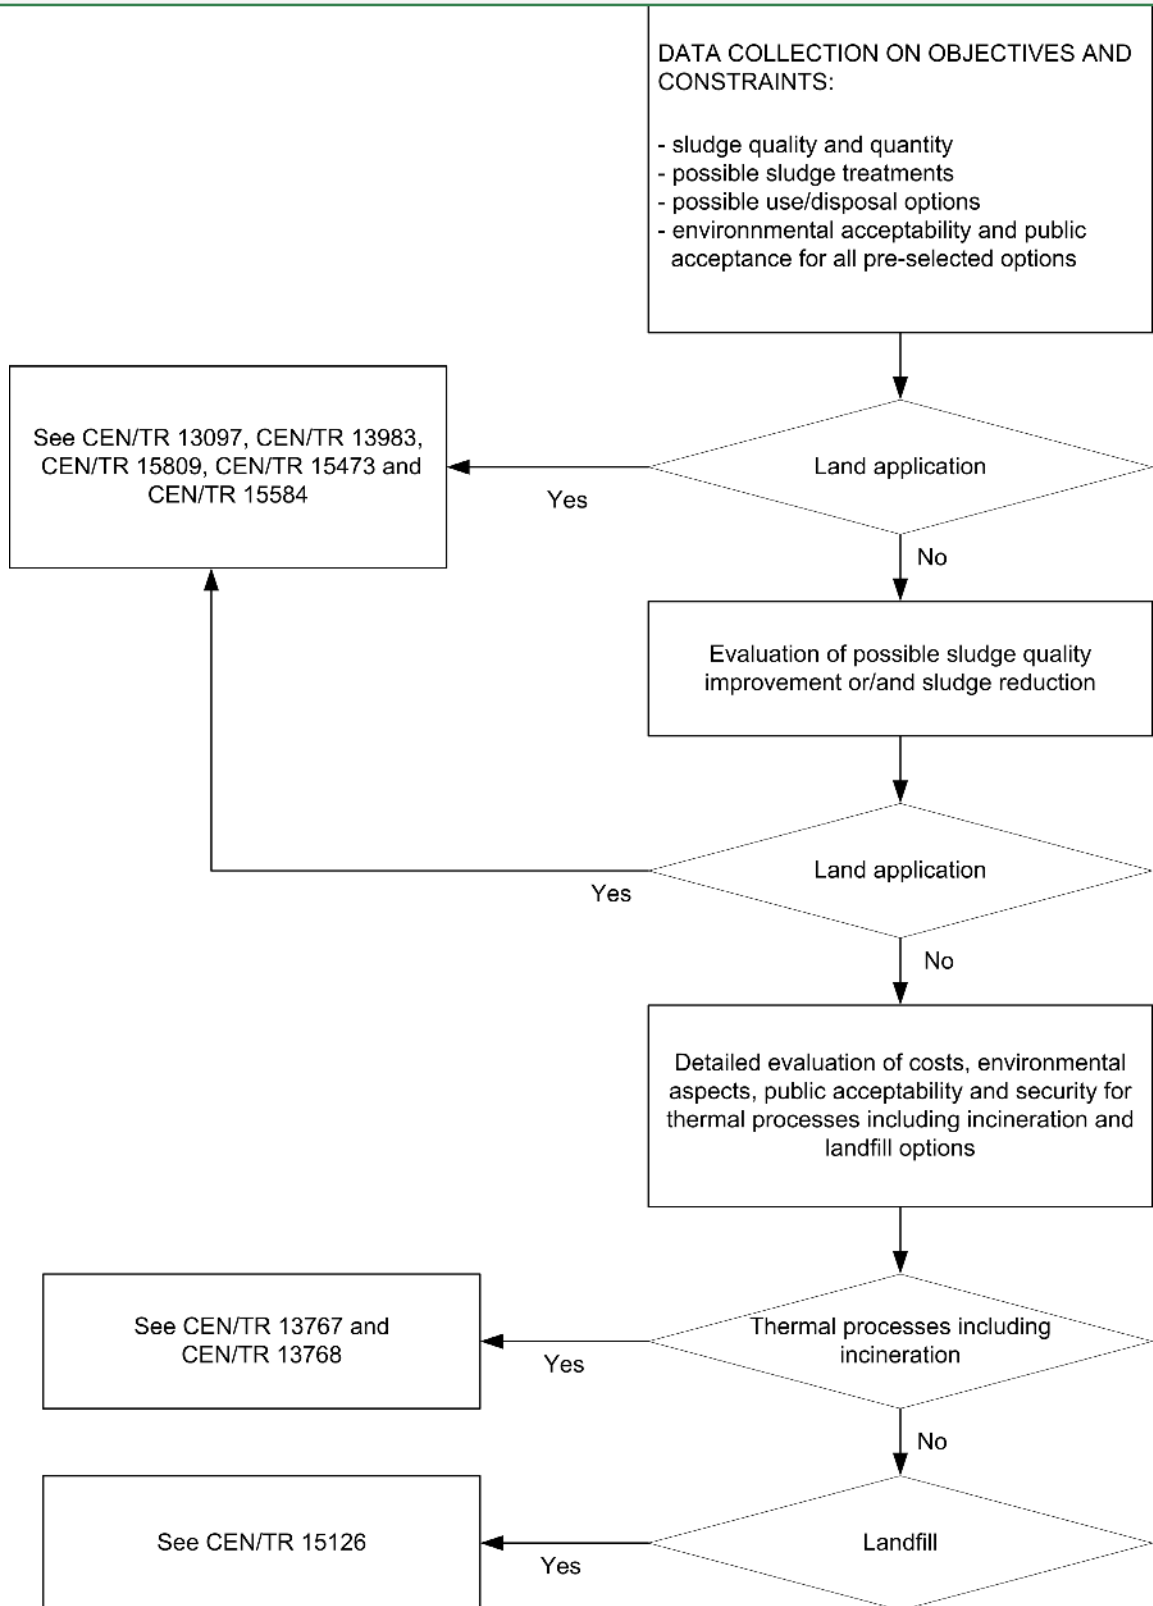 DATA COLLECTION ON OBJECTIVES AND
CONSTRAINTS:
- sludge quality and quantity
- possible sludge treatments
- possible use/disposal options
- environnmental acceptability and public
acceptance for all pre-selected options
See CEN/TR 13097, CEN/TR 13983,
CEN/TR 15809, CEN/TR 15473 and
CEN/TR 15584
Yes
Land application
No
Evaluation of possible sludge quality
improvement or/and sludge reduction
Land application
Yes
No
Detailed evaluation of costs, environmental
aspects, public acceptability and security for
thermal processes including incineration and
landfill options
See CEN/TR 13767 and
CEN/TR 13768
Yes
Thermal processes including
incineration
No
See CEN/TR 15126
Yes
Landfill